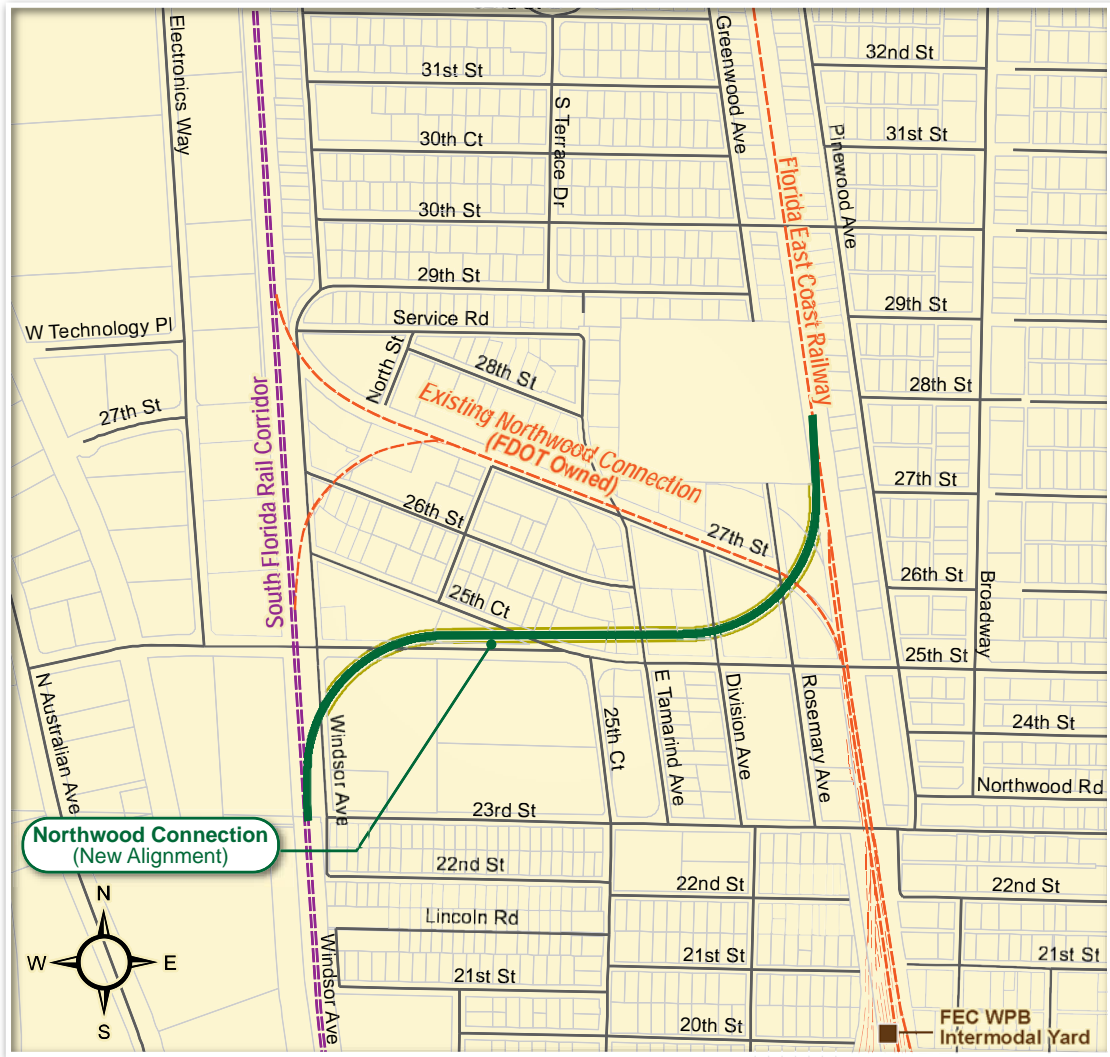 Electronics Way
31st St
30th Ct
30th St
29th St
S Terrace Dr
Greenwood Ave
32nd St
31st St
Pinewood Ave
Florida East Coast Railway
W Technology Pl
27th St
Service Rd
North St
28th St
Existing Northwood Connection
(FDOT Owned)
29th St
28th St
27th St
26th St
25th St
Broadway
South Florida Rail Corridor
26th St
25th Ct
27th St
N Australian Ave
Windsor Ave
25th Ct
E Tamarind Ave
Division Ave
Rosemary Ave
24th St
Northwood Rd
23rd St
Northwood Connection
(New Alignment)
22nd St
22nd St
22nd St
Lincoln Rd
21st St
21st St
21st St
20th St
Windsor Ave
N
W
E
S
FEC WPB
Intermodal Yard